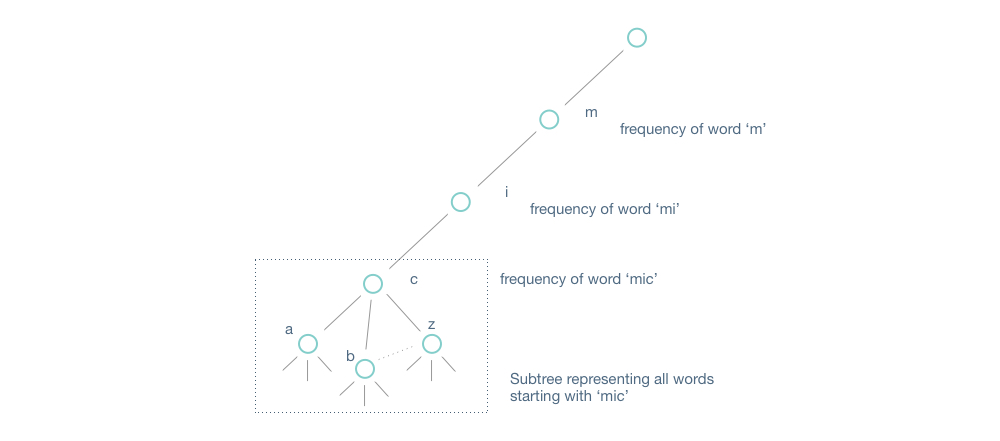 m
frequency of word ‘m’
i
frequency of word ‘mi’
c
frequency of word ‘mic’
a
z
b
Subtree representing all words
starting with ‘mic’